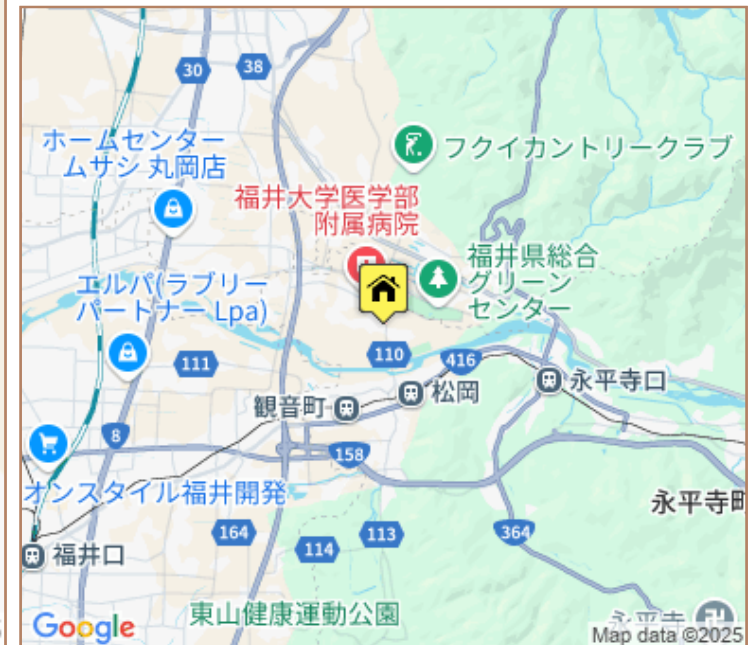 30
38
ホームセンター
ムサシ 丸岡店
フクイカントリークラブ
福井大学医学部
附属病院
福井県総合
グリーン
センター
エルパ(ラブリー
パートナー Lpa)
110
111
416
観音町
松岡
永平寺口
8
158
オンスタイル福井開発
永平寺町
164
113
114
364
福井口
東山健康運動公園
永平寺
Google
Map data ©2025